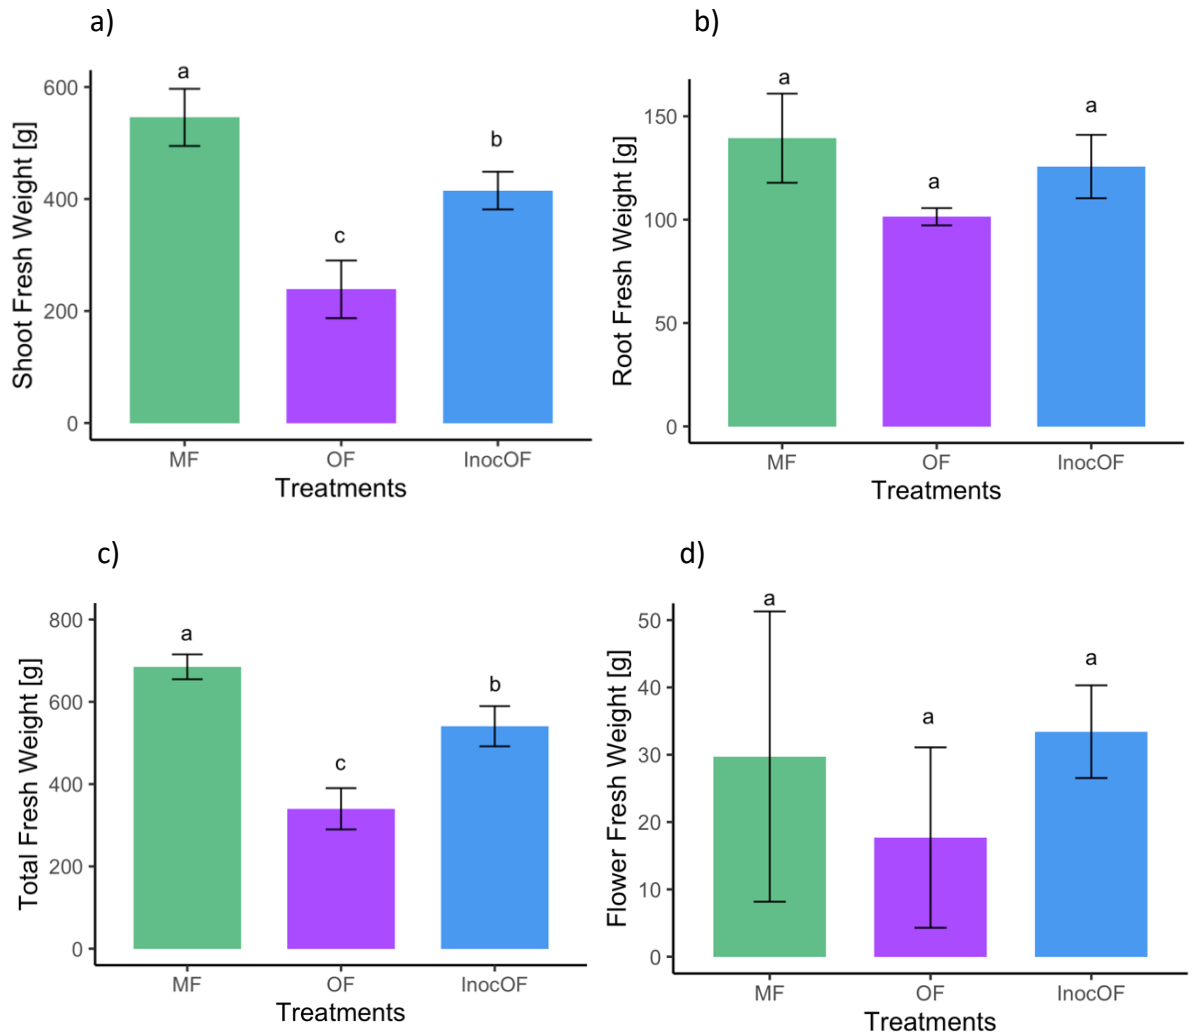 a)
Shoot Fresh Weight [g]
600
400
200
0
a
c
b
MF OF InocOF
Treatments
b)
Root Fresh Weight [g]
150
100
50
0
a
a
a
MF OF InocOF
Treatments
c)
Total Fresh Weight [g]
800
600
400
200
0
a
c
b
MF OF InocOF
Treatments
d)
Flower Fresh Weight [g]
50
40
30
20
10
0
a
a
a
MF OF InocOF
Treatments